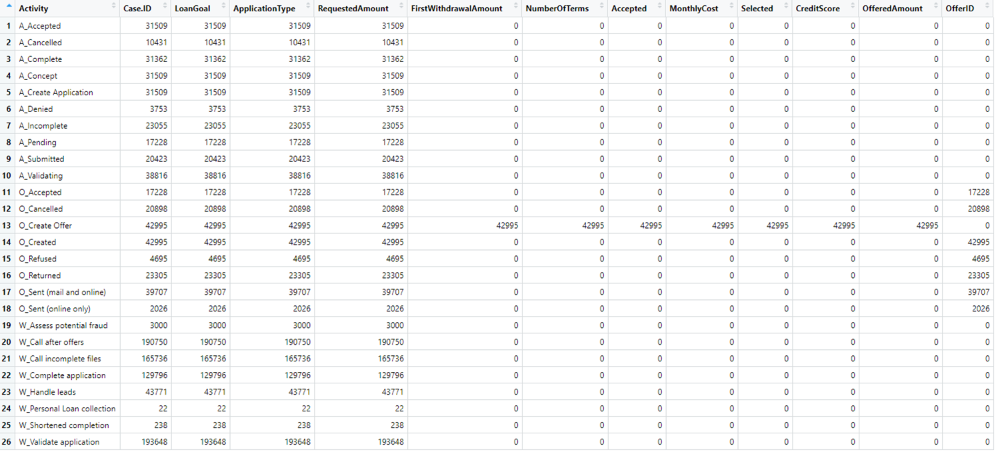 Activity Case.ID LoanGoal ApplicationType RequestedAmount FirstWithdrawalAmount NumberOfTerms Accepted MonthlyCost Selected CreditScore OfferedAmount OfferID
1 A_Accepted 31509 31509 31509 31509 0 0 0 0 0 0 0 0
2 A_Cancelled 10431 10431 10431 10431 0 0 0 0 0 0 0 0
3 A_Complete 31362 31362 31362 31362 0 0 0 0 0 0 0 0
4 A_Concept 31509 31509 31509 31509 0 0 0 0 0 0 0 0
5 A_Create Application 31509 31509 31509 31509 0 0 0 0 0 0 0 0
6 A_Denied 3753 3753 3753 3753 0 0 0 0 0 0 0 0
7 A_Incomplete 23055 23055 23055 23055 0 0 0 0 0 0 0 0
8 A_Pending 17228 17228 17228 17228 0 0 0 0 0 0 0 0
9 A_Submitted 20423 20423 20423 20423 0 0 0 0 0 0 0 0
10 A_Validating 38816 38816 38816 38816 0 0 0 0 0 0 0 0
11 O_Accepted 17228 17228 17228 17228 0 0 0 0 0 0 0 17228
12 O_Cancelled 20898 20898 20898 20898 0 0 0 0 0 0 0 20898
13 O_Create Offer 42995 42995 42995 42995 42995 42995 42995 42995 42995 42995 42995 0
14 O_Created 42995 42995 42995 42995 0 0 0 0 0 0 0 42995
15 O_Refused 4695 4695 4695 4695 0 0 0 0 0 0 0 4695
16 O_Returned 23305 23305 23305 23305 0 0 0 0 0 0 0 23305
17 O_Sent (mail and online) 39707 39707 39707 39707 0 0 0 0 0 0 0 39707
18 O_Sent (online only) 2026 2026 2026 2026 0 0 0 0 0 0 0 2026
19 W_Assess potential fraud 3000 3000 3000 3000 0 0 0 0 0 0 0 0
20 W_Call after offers 190750 190750 190750 190750 0 0 0 0 0 0 0 0
21 W_Call incomplete files 165736 165736 165736 165736 0 0 0 0 0 0 0 0
22 W_Complete application 129796 129796 129796 129796 0 0 0 0 0 0 0 0
23 W_Handle leads 43771 43771 43771 43771 0 0 0 0 0 0 0 0
24 W_Personal Loan collection 22 22 22 22 0 0 0 0 0 0 0 0
25 W_Shortened completion 238 238 238 238 0 0 0 0 0 0 0 0
26 W_Validate application 193648 193648 193648 193648 0 0 0 0 0 0 0 0